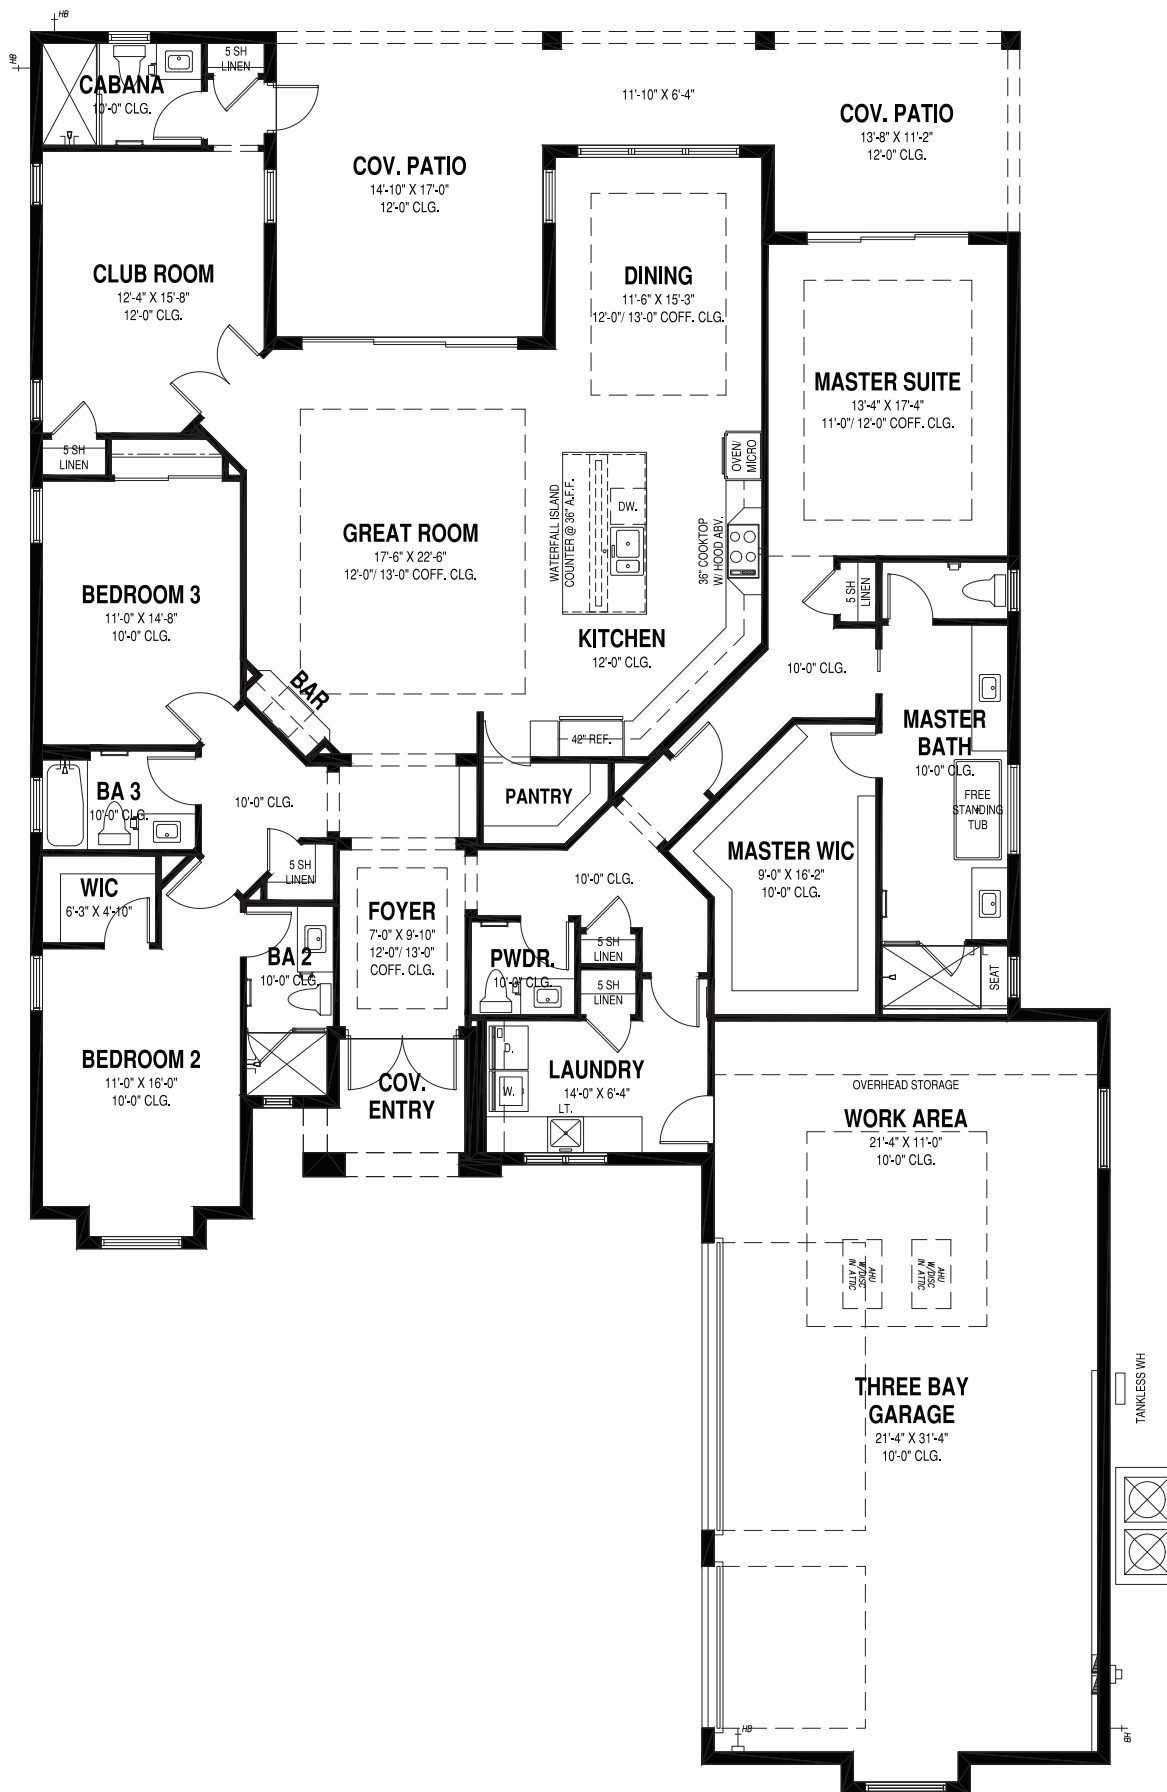 HB
HB
5 SH
LINEN
CABANA
10'-0" CLG.
11'-10" X 6'-4"
COV. PATIO
13'-8" X 11'-2"
12'-0" CLG.
COV. PATIO
14'-10" X 17'-0"
12'-0" CLG.
CLUB ROOM
12'-4" X 15'-8"
12'-0" CLG.
DINING
11'-6" X 15'-3"
12'-0"/ 13'-0" COFF. CLG.
MASTER SUITE
13'-4" X 17'-4"
11'-0"/ 12'-0" COFF. CLG.
5 SH
LINEN
OVEN/
MICRO
WATERFALL ISLAND
COUNTER @ 36" A.F.F.
DW.
36" COOKTOP
W/ HOOD ABV.
GREAT ROOM
17'-6" X 22'-6"
12'-0"/ 13'-0" COFF. CLG.
BEDROOM 3
11'-0" X 14'-8"
10'-0" CLG.
5 SH
LINEN
KITCHEN
12'-0" CLG.
10'-0" CLG.
BAR
MASTER
BATH
10'-0" CLG.
42" REF.
FREE
STANDING
TUB
BA 3
10'-0" CLG.
10'-0" CLG.
PANTRY
MASTER WIC
9'-0" X 16'-2"
10'-0" CLG.
5 SH
LINEN
WIC
6'-3" X 4'-10"
10'-0" CLG.
FOYER
7'-0" X 9'-10"
12'-0"/ 13'-0"
COFF. CLG.
5 SH
LINEN
BA 2
10'-0" CLG.
PWDR.
10'-0" CLG.
5 SH
LINEN
SEAT
BEDROOM 2
11'-0" X 16'-0"
10'-0" CLG.
COV.
ENTRY
D.
W.
LAUNDRY
14'-0" X 6'-4"
LT.
OVERHEAD STORAGE
WORK AREA
21'-4" X 11'-0"
10'-0" CLG.
AHU
W/DISC
IN ATTIC
AHU
W/DISC
IN ATTIC
THREE BAY
GARAGE
21'-4" X 31'-4"
10'-0" CLG.
TANKLESS WH
HB
HB